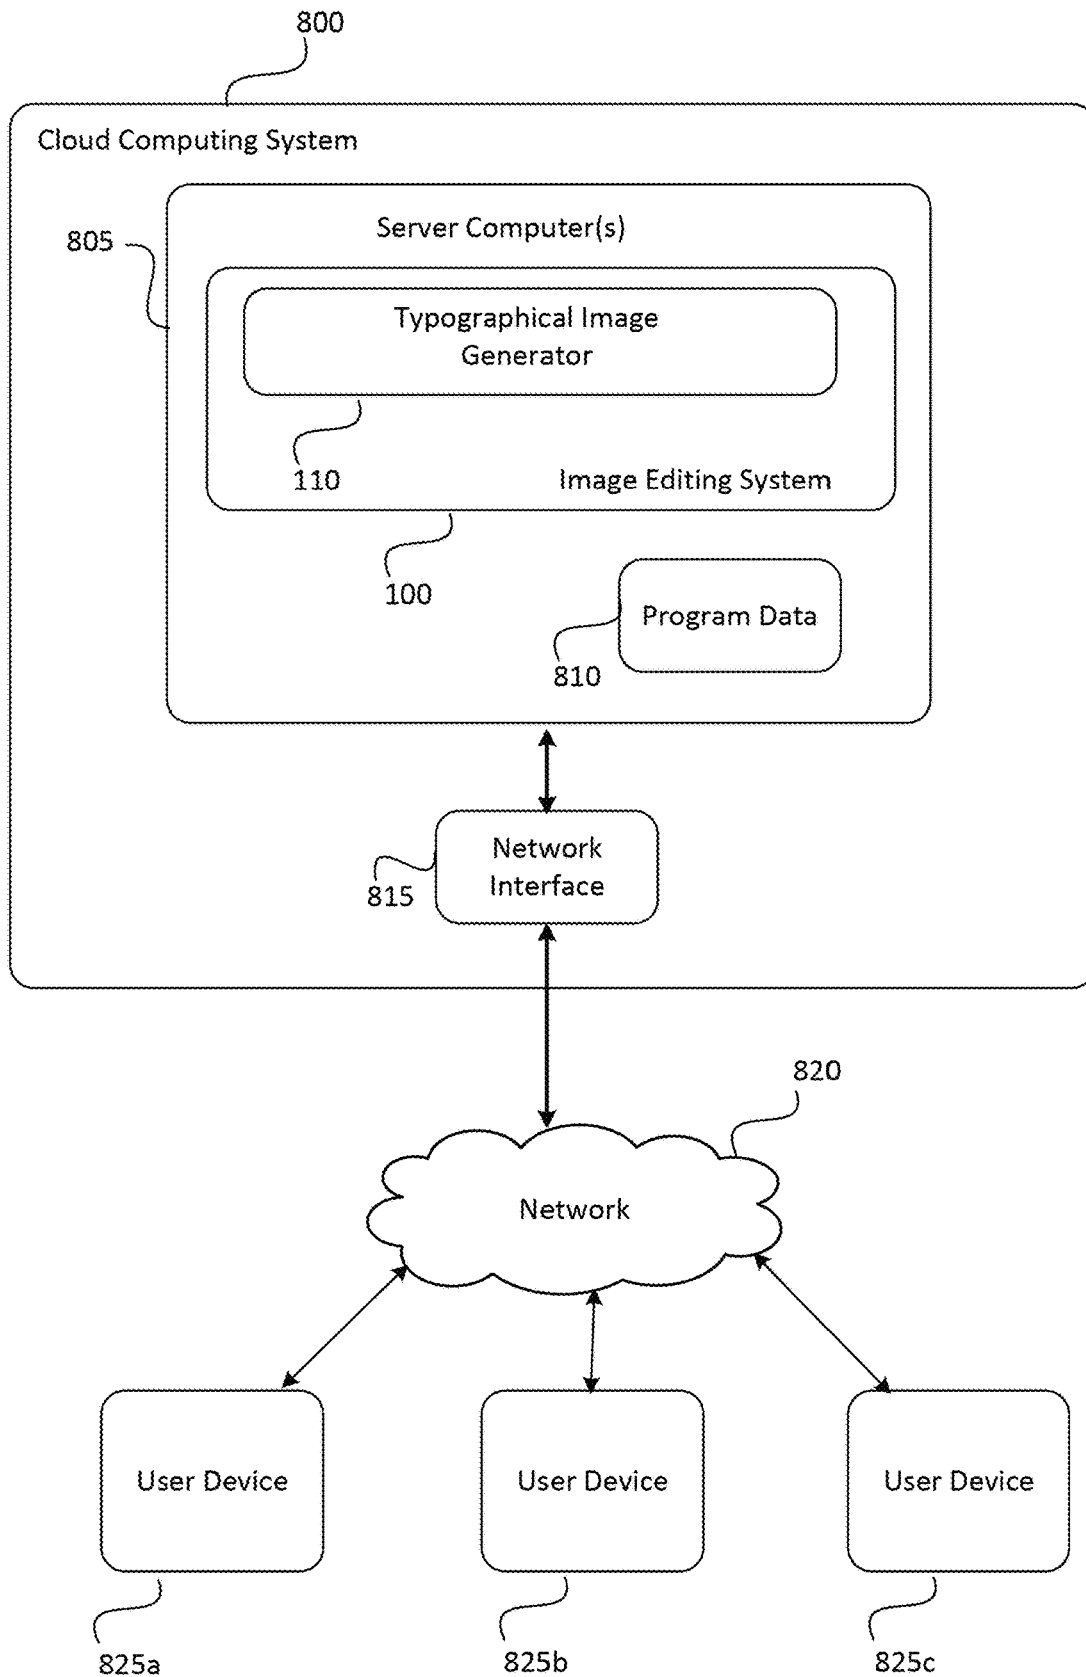 800
Cloud Computing System
805
Server Computer(s)
Typographical Image
Generator
110
Image Editing System
100
Program Data
810
Network
Interface
815
820
Network
User Device
User Device
User Device
825a
825b
825c